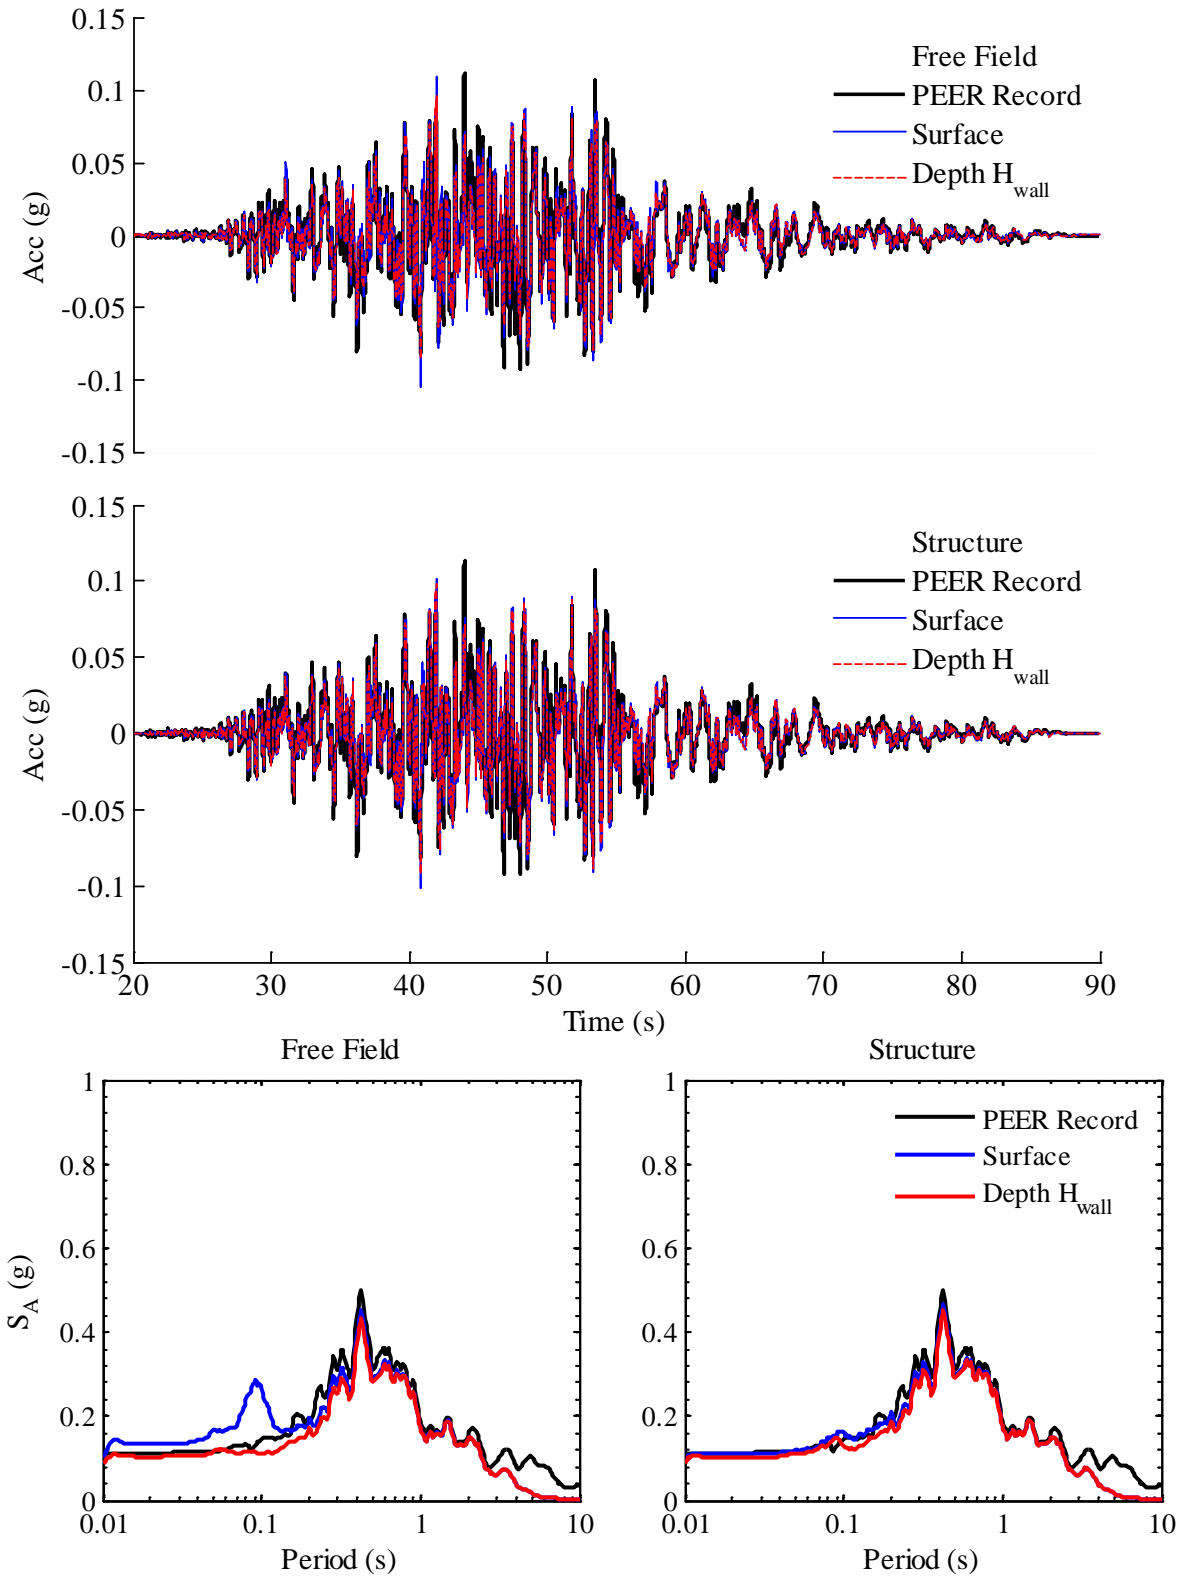 0.15
0.1
0.05
0
-0.05
-0.1
-0.15
Acc (g)
Free Field
PEER Record
Surface
Depth H_wall
0.15
0.1
0.05
0
-0.05
-0.1
-0.15
Acc (g)
Structure
PEER Record
Surface
Depth H_wall
20 30 40 50 60 70 80 90
Time (s)
Free Field
1
0.8
0.6
0.4
0.2
0
S_A (g)
0.01 0.1 1 10
Period (s)
Structure
1
0.8
0.6
0.4
0.2
0
PEER Record
Surface
Depth H_wall
0.01 0.1 1 10
Period (s)